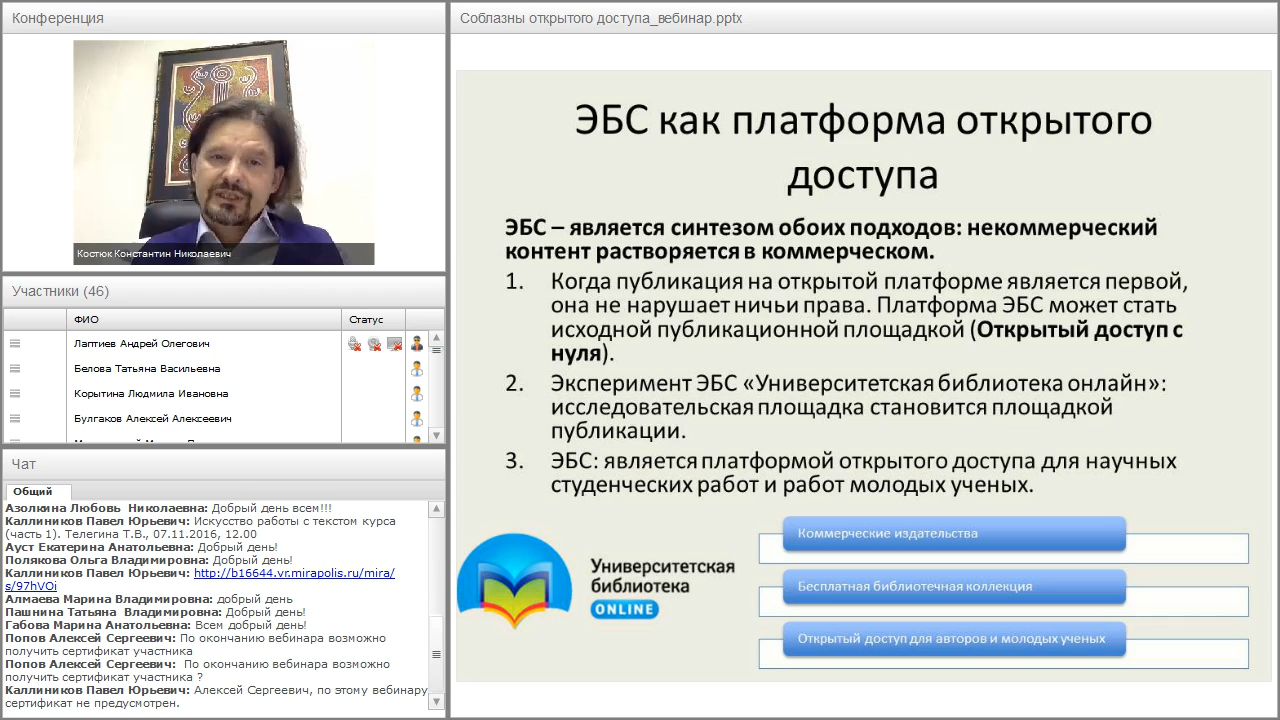 Конференция
Костюк Константин Николаевич
Участники (46)
ФИО
Статус
Лаптиев Андрей Олегович
Белова Татьяна Васильевна
Корытина Людмила Ивановна
Булгаков Алексей Алексеевич
Чат
Общий
Азолкина Любовь Николаевна: Добрый день всем!!!
Каллиников Павел Юрьевич: Искусство работы с текстом курса
(часть 1). Телегина Т.В., 07.11.2016, 12.00
Ауст Екатерина Анатольевна: Добрый день!
Полякова Ольга Владимировна: Добрый день!
Каллиников Павел Юрьевич: http://b16644.vr.mirapolis.ru/mira/
s/97hVOi
Алмаева Марина Владимировна: добрый день
Пашнина Татьяна Владимировна: Добрый день!
Габова Марина Анатольевна: Всем добрый день!
Попов Алексей Сергеевич: По окончанию вебинара возможно
получить сертификат участника
Попов Алексей Сергеевич: По окончанию вебинара возможно
получить сертификат участника ?
Каллиников Павел Юрьевич: Алексей Сергеевич, по этому вебинару
сертификат не предусмотрен.
Соблазны открытого доступа_вебинар.pptx
ЭБС как платформа открытого
доступа
ЭБС – является синтезом обоих подходов: некоммерческий
контент растворяется в коммерческом.
1. Когда публикация на открытой платформе является первой,
она не нарушает ничьи права. Платформа ЭБС может стать
исходной публикационной площадкой (Открытый доступ с
нуля).
2. Эксперимент ЭБС «Университетская библиотека онлайн»:
исследовательская площадка становится площадкой
публикации.
3. ЭБС: является платформой открытого доступа для научных
студенческих работ и работ молодых ученых.
Университетская
библиотека
ONLINE
Коммерческие издательства
Бесплатная библиотечная коллекция
Открытый доступ для авторов и молодых ученых